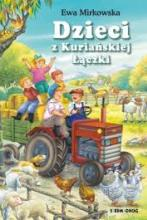 Ewa Mirkowska
Dzieci
z Kuriańskiej
Łączki